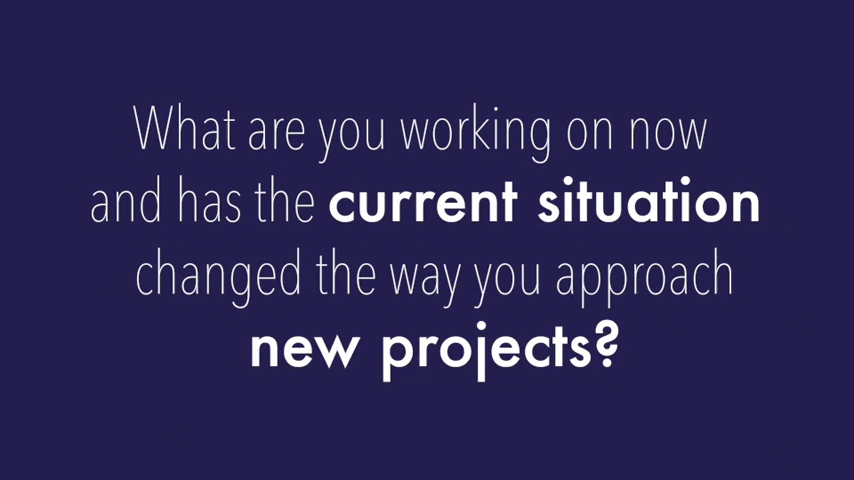 What are you working on now
and has the current situation
changed the way you approach
new projects?